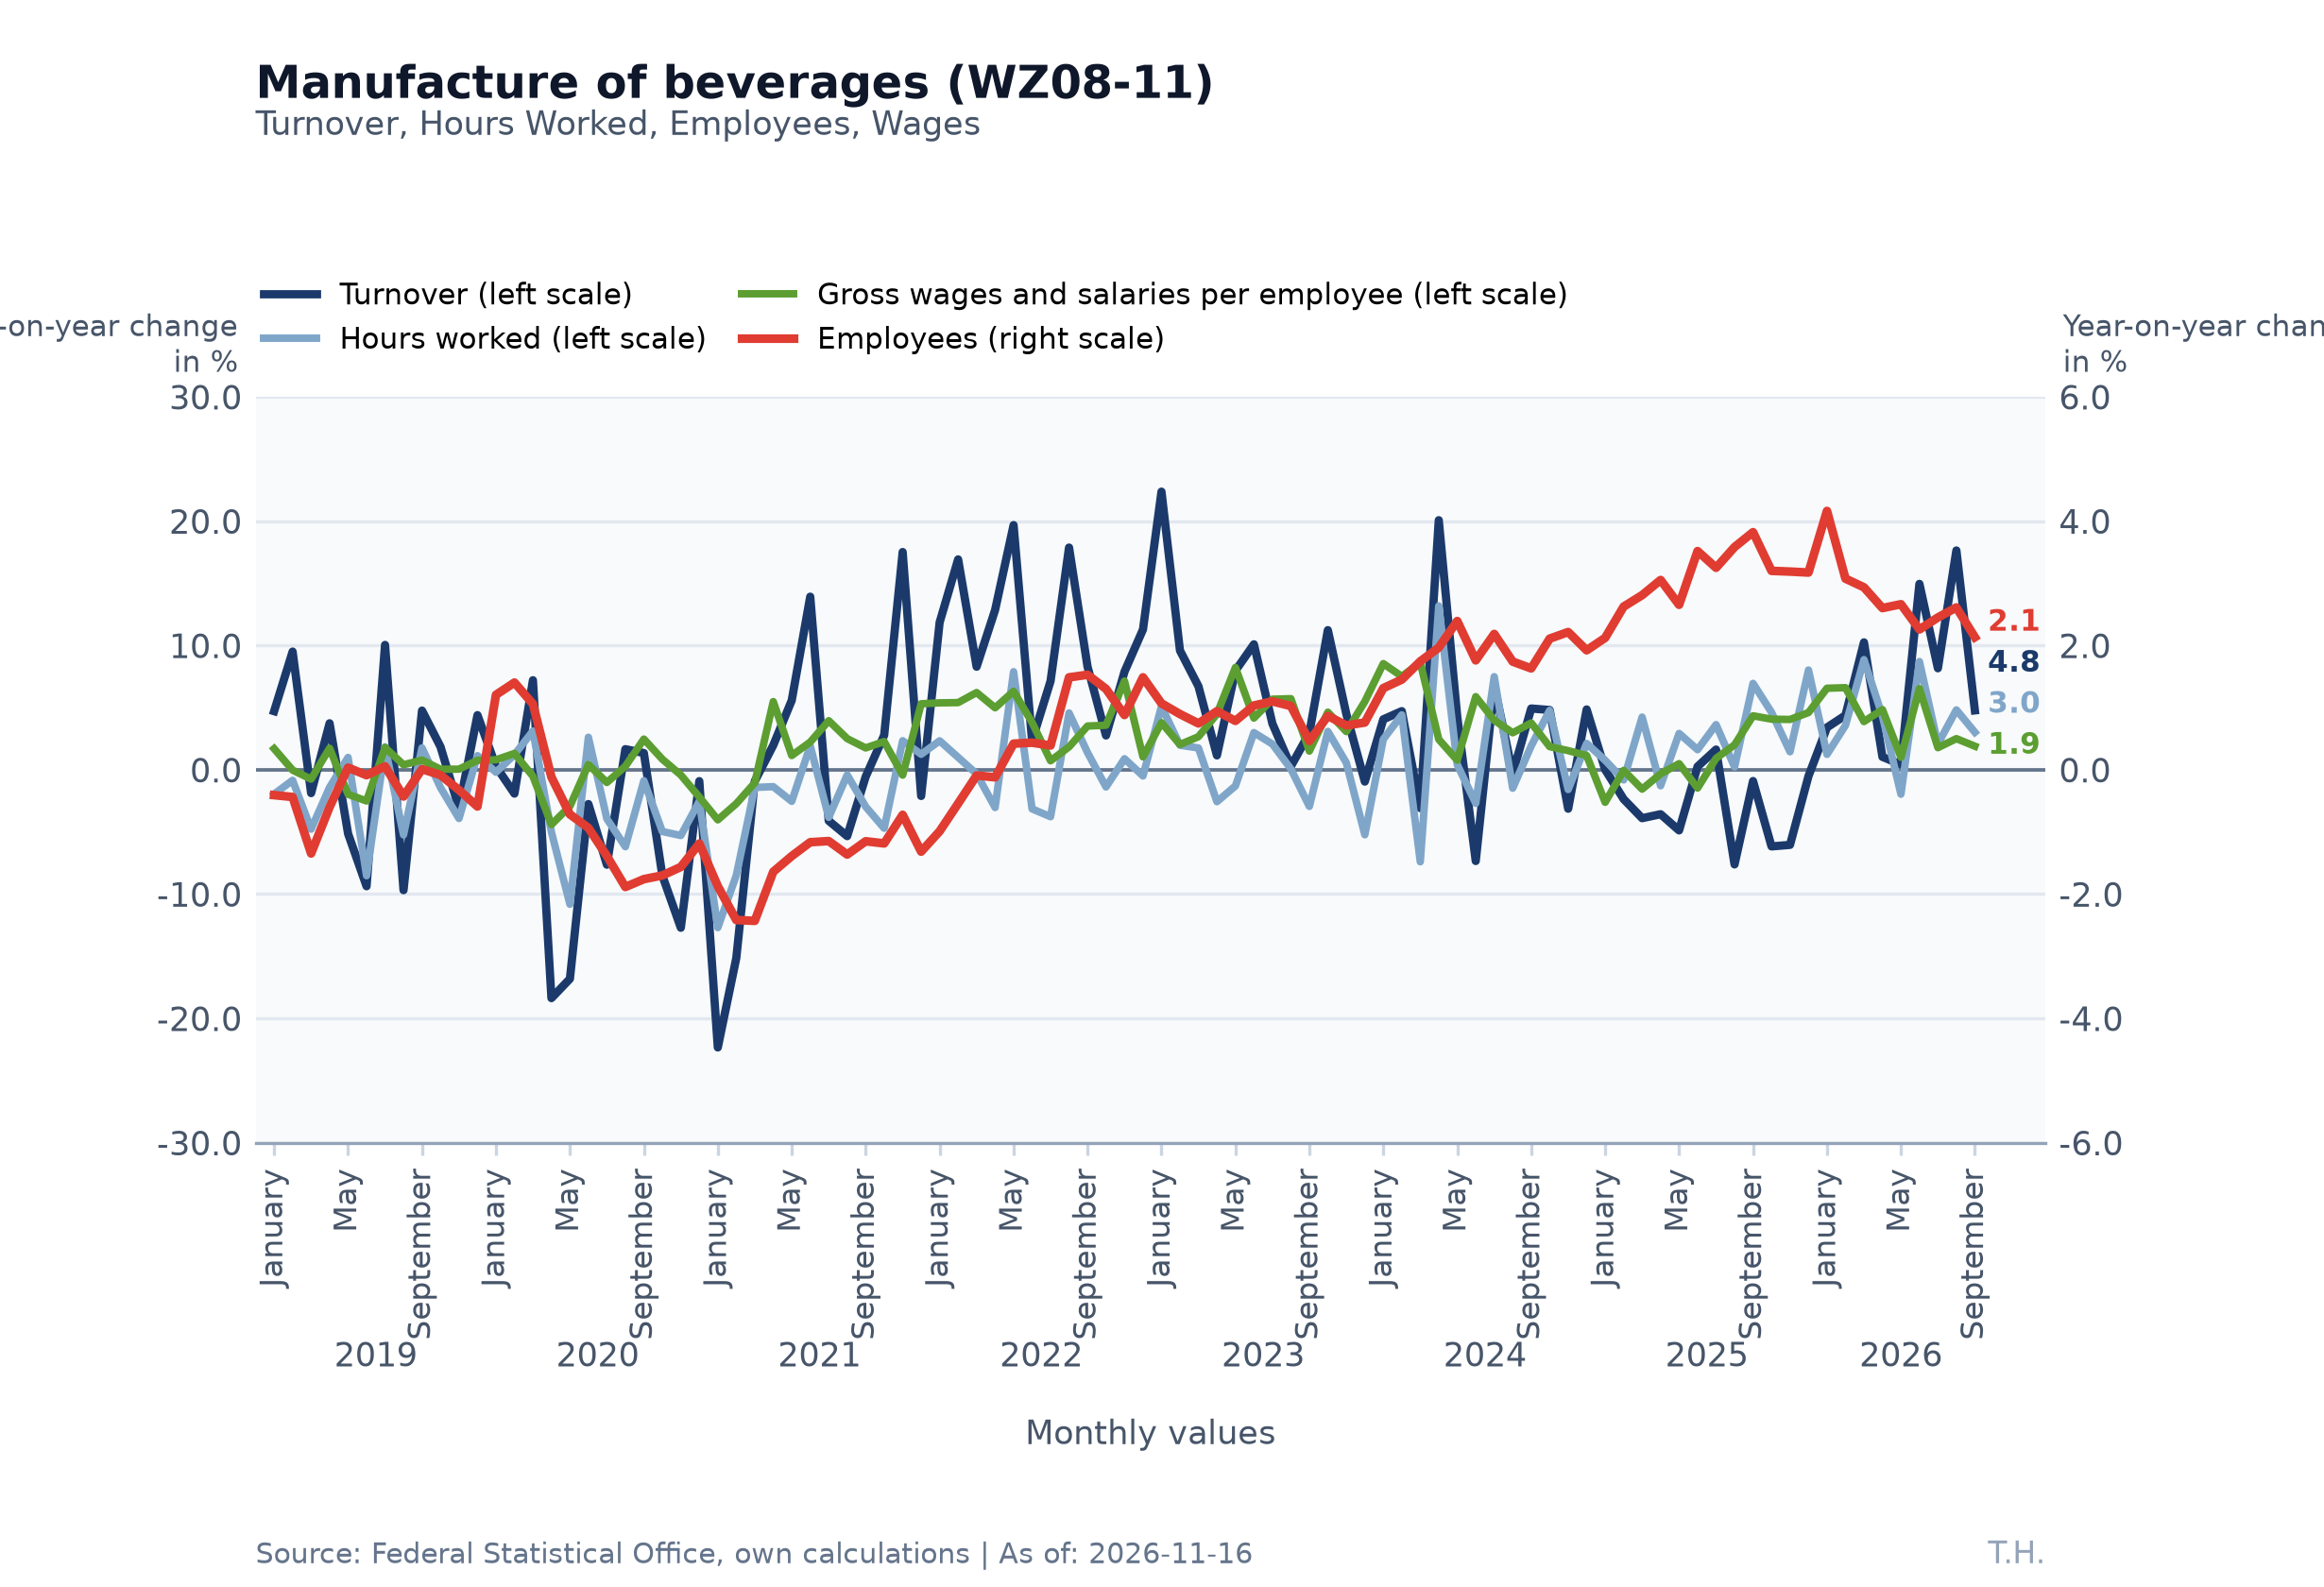 Manufacture of beverages (WZ08-11)
Turnover, Hours Worked, Employees, Wages
Turnover (left scale)
Hours worked (left scale)
Gross wages and salaries per employee (left scale)
Employees (right scale)
-on-year change
in %
Year-on-year chan
in %
30.0
20.0
10.0
0.0
-10.0
-20.0
-30.0
6.0
4.0
2.0
0.0
-2.0
-4.0
-6.0
2.1
4.8
3.0
1.9
January
May
September
January
May
September
January
May
September
January
May
September
January
May
September
January
May
September
January
May
September
January
May
September
2019
2020
2021
2022
2023
2024
2025
2026
Monthly values
Source: Federal Statistical Office, own calculations | As of: 2026-11-16
T.H.